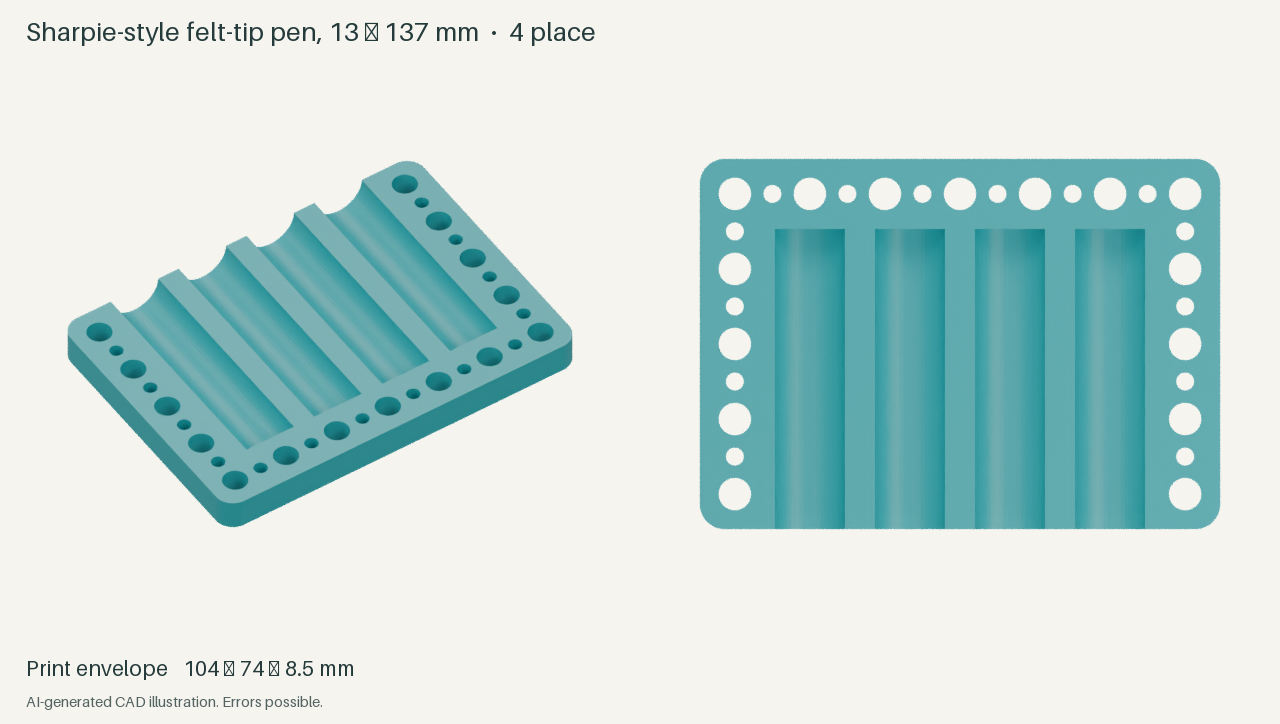 Sharpie-style felt-tip pen, 13 ☒ 137 mm · 4 place
Print envelope 104 ☒ 74 ☒ 8.5 mm
AI-generated CAD illustration. Errors possible.